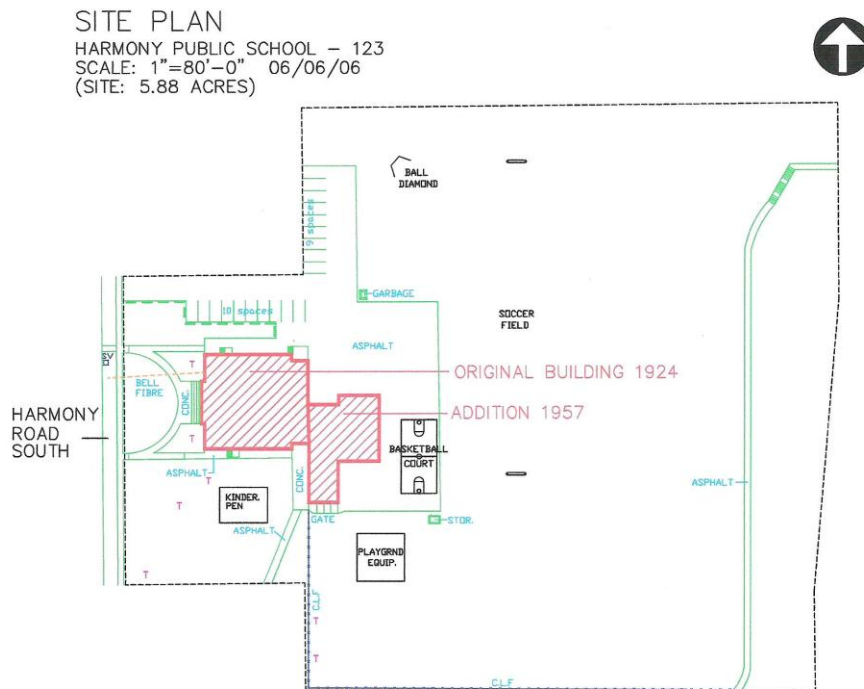 SITE PLAN
HARMONY PUBLIC SCHOOL - 123
SCALE: 1"=80'-0" 06/06/06
(SITE: 5.88 ACRES)
BALL
DIAMOND
9 spaces
GARBAGE
10 spaces
SOCCER
FIELD
ASPHALT
SV
T
BELL
FIBRE
CONC.
ORIGINAL BUILDING 1924
ADDITION 1957
HARMONY
ROAD
SOUTH
T
BASKETBALL
COURT
ASPHALT
CONC.
T
ASPHALT
KINDER.
PEN
T
GATE
STOR.
ASPHALT
PLAYGRND
EQUIP.
T
C.L.F
T
T
C.L.F